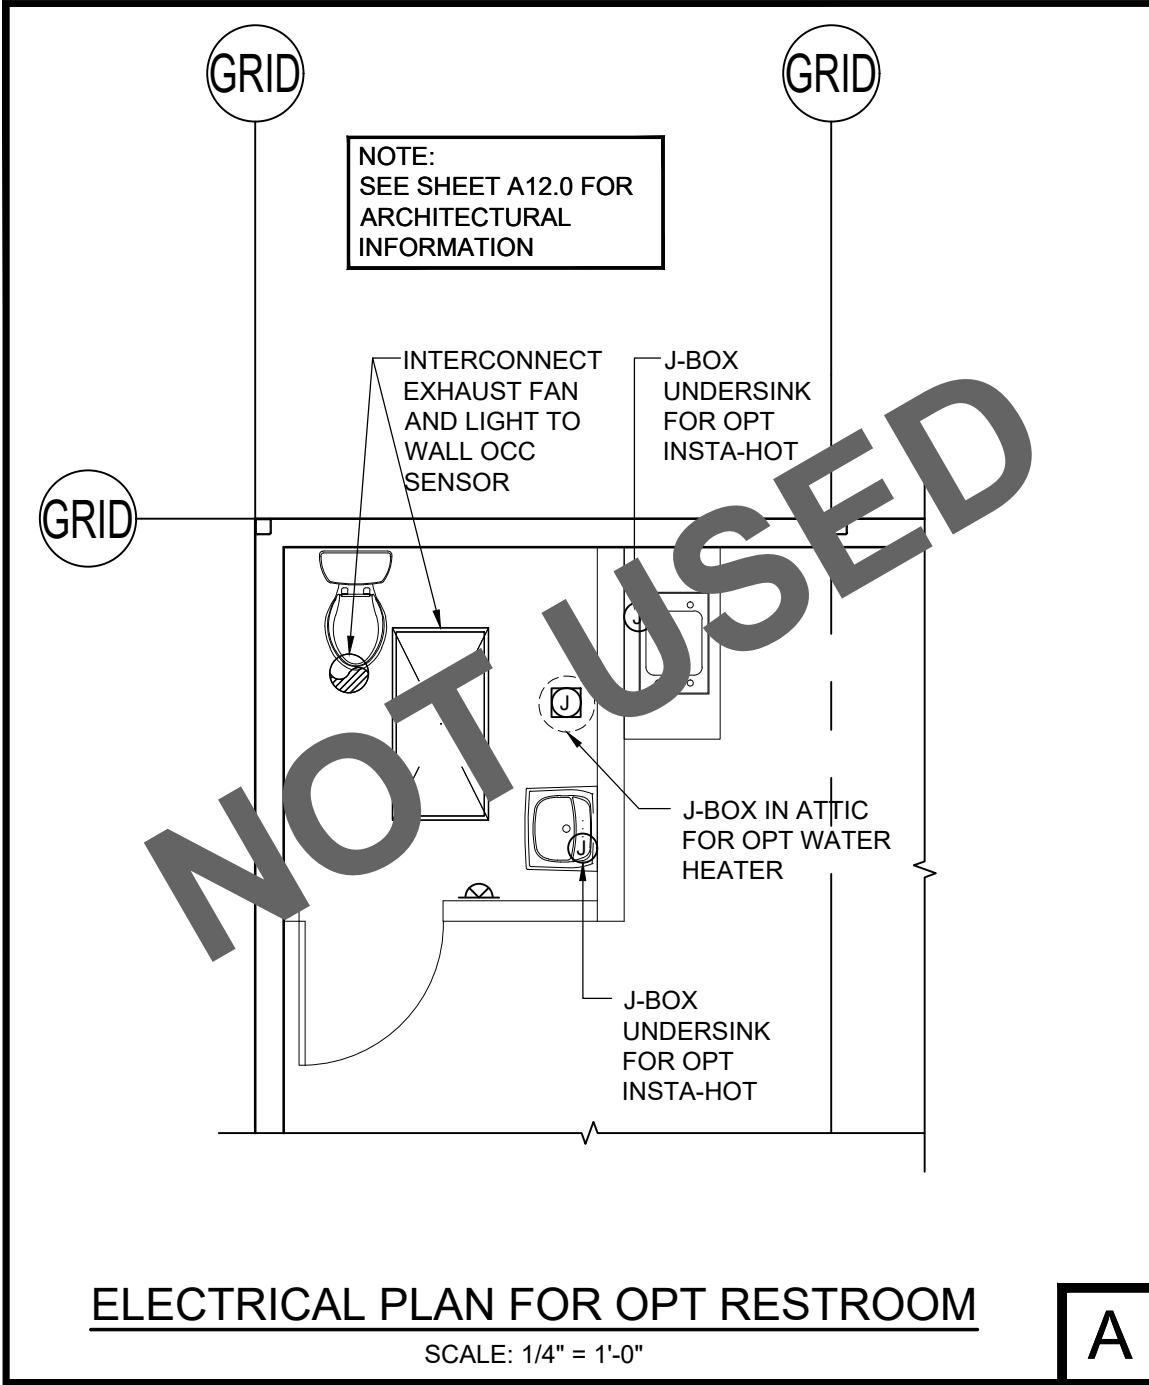 GRID
GRID
NOTE:
SEE SHEET A12.0 FOR
ARCHITECTURAL
INFORMATION
INTERCONNECT
EXHAUST FAN
AND LIGHT TO
WALL OCC
SENSOR
J-BOX
UNDERSINK
FOR OPT
INSTA-HOT
GRID
NOT USED
J
J
J-BOX IN ATTIC
FOR OPT WATER
HEATER
J
J-BOX
UNDERSINK
FOR OPT
INSTA-HOT
ELECTRICAL PLAN FOR OPT RESTROOM
SCALE: 1/4" = 1'-0"
A